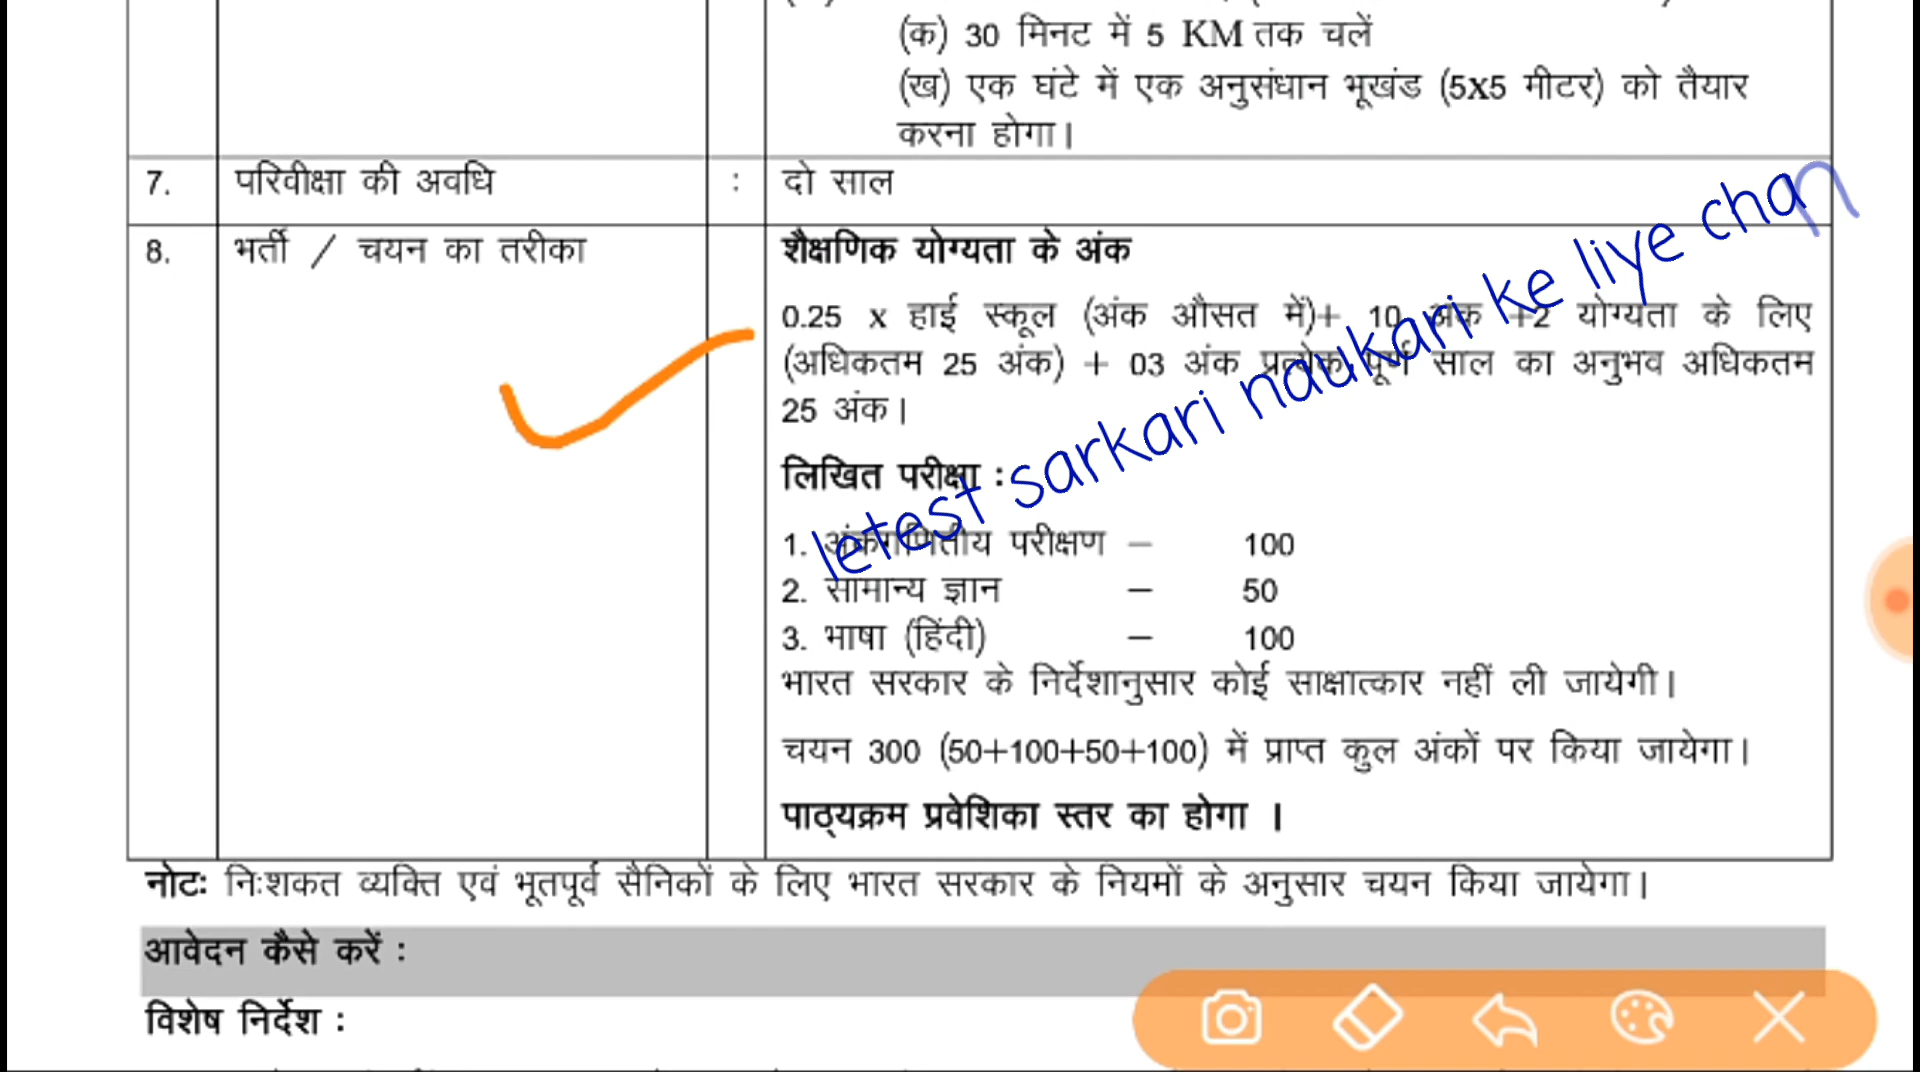 (क) 30 मिनट में 5 KM तक चलें
(ख) एक घंटे में एक अनुसंधान भूखंड (5x5 मीटर) को तैयार
करना होगा।
7. परिवीक्षा की अवधि : दो साल
8. भर्ती / चयन का तरीका
शैक्षणिक योग्यता के अंक
0.25 x हाई स्कूल (अंक औसत में)+ 10 अंक +2 योग्यता के लिए
(अधिकतम 25 अंक) + 03 अंक प्रत्येक पूर्ण साल का अनुभव अधिकतम
25 अंक।
लिखित परीक्षा :
1. अंकगणितीय परीक्षण – 100
2. सामान्य ज्ञान – 50
3. भाषा (हिंदी) – 100
भारत सरकार के निर्देशानुसार कोई साक्षात्कार नहीं ली जायेगी।
चयन 300 (50+100+50+100) में प्राप्त कुल अंकों पर किया जायेगा।
पाठ्यक्रम प्रवेशिका स्तर का होगा ।
नोटः निःशकत व्यक्ति एवं भूतपूर्व सैनिकों के लिए भारत सरकार के नियमों के अनुसार चयन किया जायेगा।
आवेदन कैसे करें :
विशेष निर्देश :
letest sarkari naukari ke liye chan